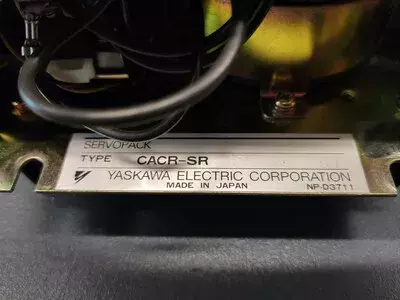 SERVOPACK
TYPE CACR-SR
YASKAWA ELECTRIC CORPORATION
MADE IN JAPAN NP-D3711